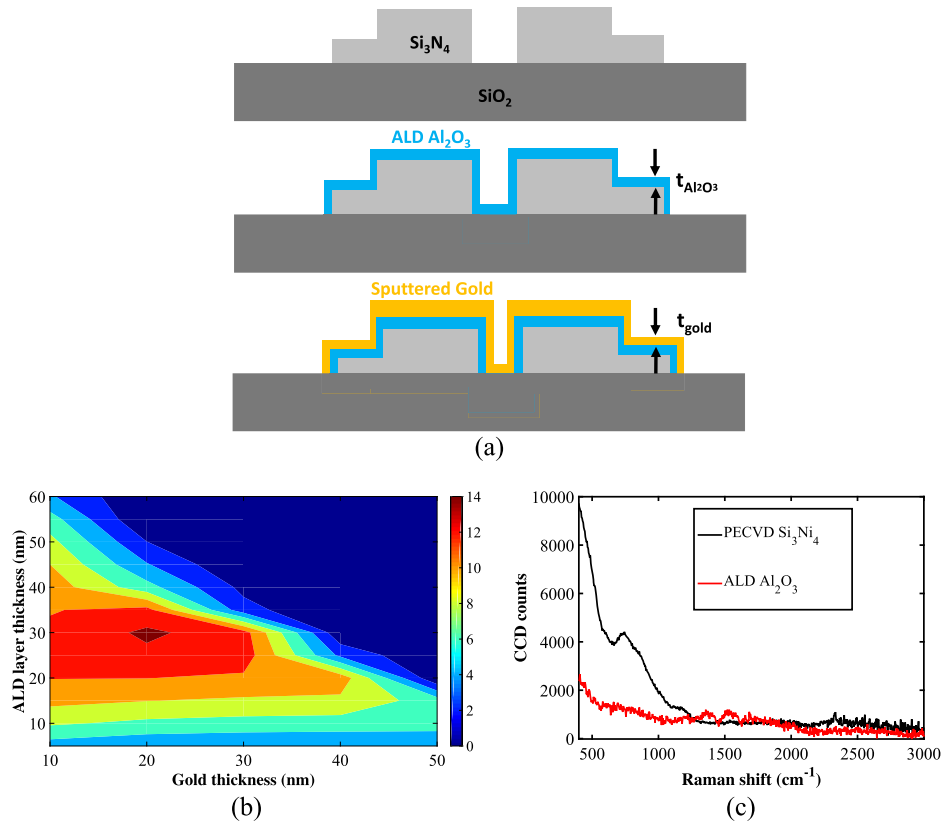 Si₃N₄
SiO₂
ALD Al₂O₃
t_Al₂O₃
Sputtered Gold
t_gold
(a)
60
50
40
30
20
10
ALD layer thickness (nm)
10 20 30 40 50
Gold thickness (nm)
14
12
10
8
6
4
2
0
(b)
10000
8000
6000
4000
2000
0
CCD counts
PECVD Si₃Ni₄
ALD Al₂O₃
500 1000 1500 2000 2500 3000
Raman shift (cm⁻¹)
(c)